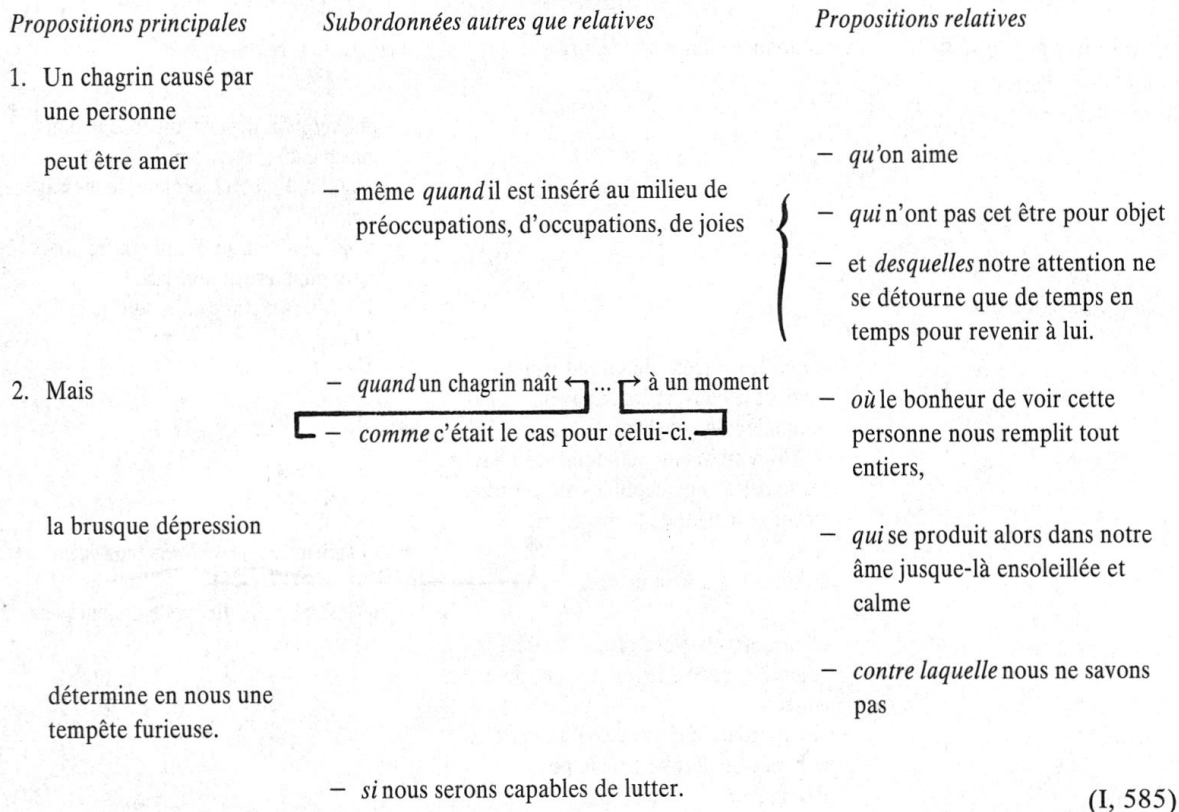 Propositions principales Subordonnées autres que relatives Propositions relatives
1. Un chagrin causé par
une personne
peut être amer
— qu'on aime
— même quand il est inséré au milieu de
préoccupations, d'occupations, de joies
— qui n'ont pas cet être pour objet
— et desquelles notre attention ne
se détourne que de temps en
temps pour revenir à lui.
2. Mais
— quand un chagrin naît ... à un moment
— comme c'était le cas pour celui-ci.
— où le bonheur de voir cette
personne nous remplit tout
entiers,
la brusque dépression
— qui se produit alors dans notre
âme jusque-là ensoleillée et
calme
détermine en nous une
tempête furieuse.
— contre laquelle nous ne savons
pas
— si nous serons capables de lutter.
(I, 585)